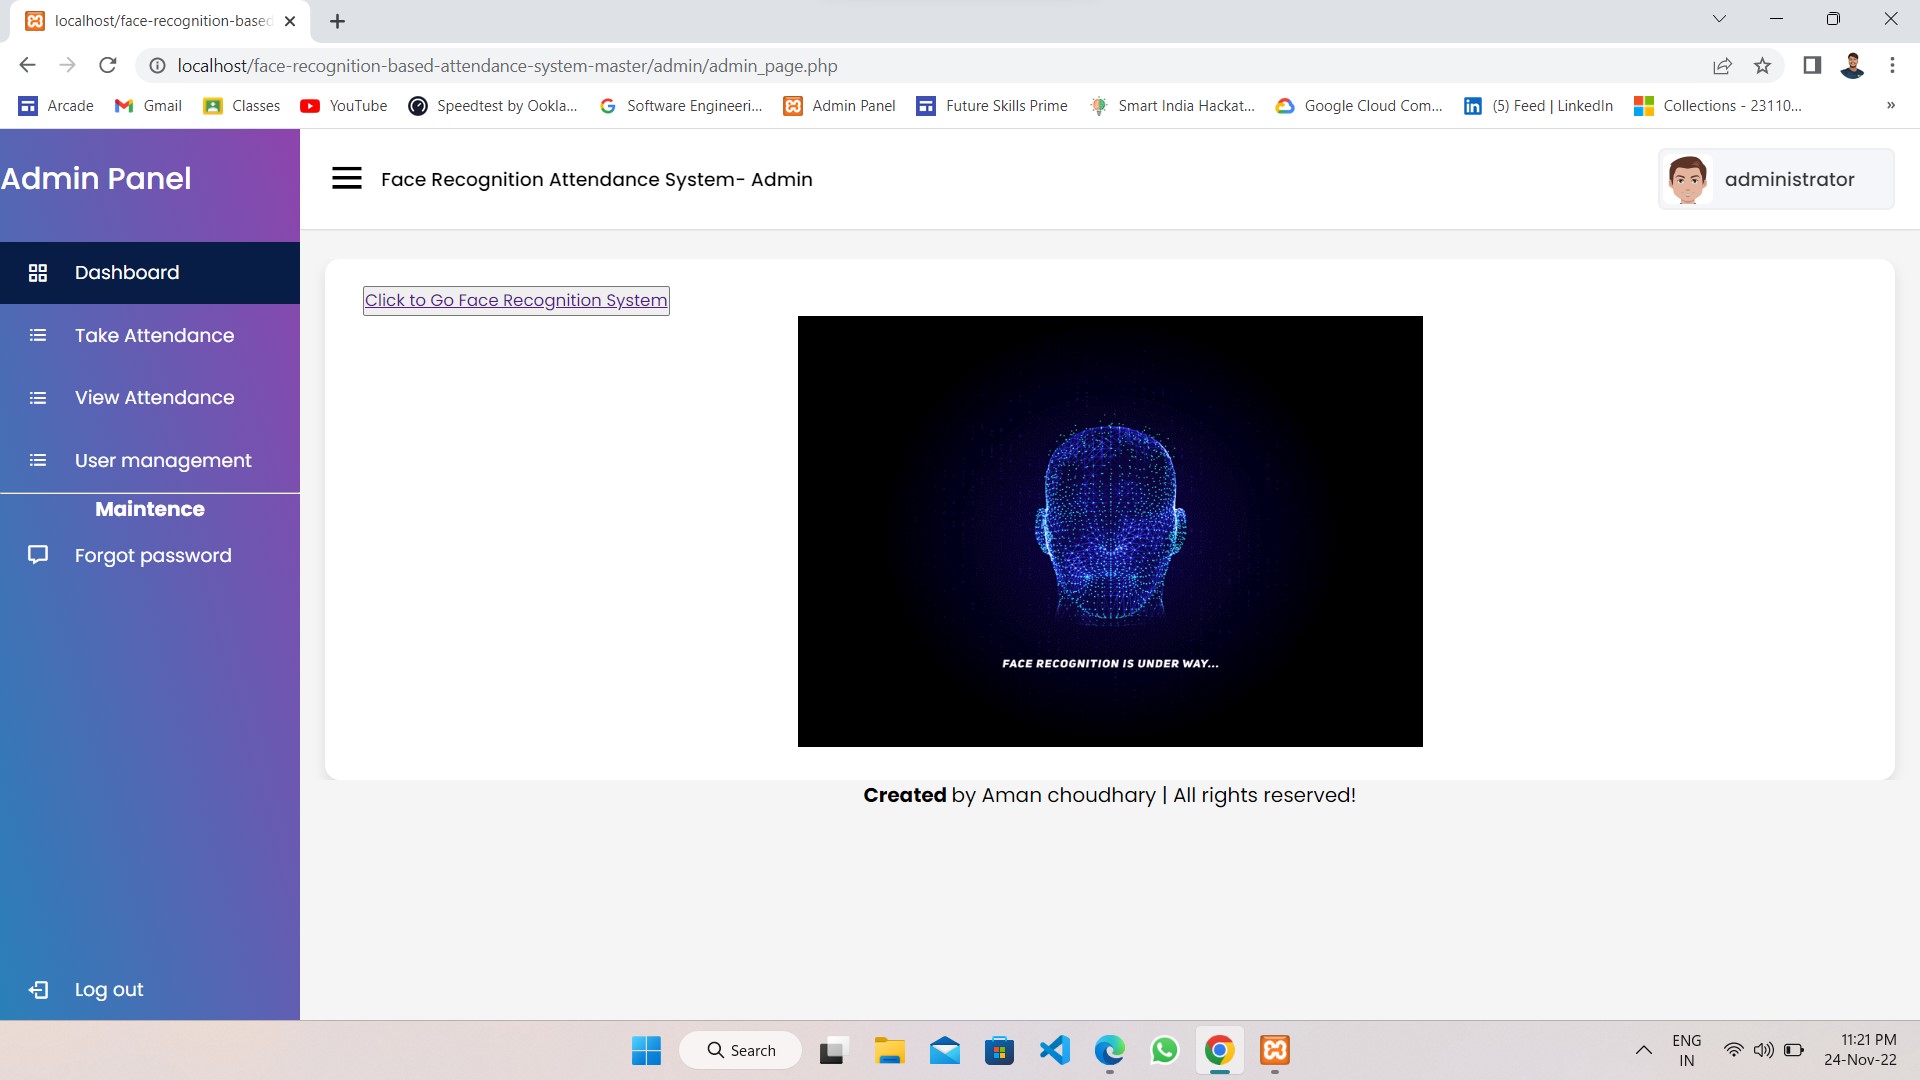 localhost/face-recognition-based
localhost/face-recognition-based-attendance-system-master/admin/admin_page.php
Arcade
Gmail
Classes
YouTube
Speedtest by Ookla...
Software Engineeri...
Admin Panel
Future Skills Prime
Smart India Hackat...
Google Cloud Com...
(5) Feed | LinkedIn
Collections - 23110...
»
Admin Panel
Face Recognition Attendance System- Admin
administrator
Dashboard
Take Attendance
View Attendance
User management
Maintence
Forgot password
Log out
Click to Go Face Recognition System
FACE RECOGNITION IS UNDER WAY...
Created by Aman choudhary | All rights reserved!
Search
ENG
IN
11:21 PM
24-Nov-22